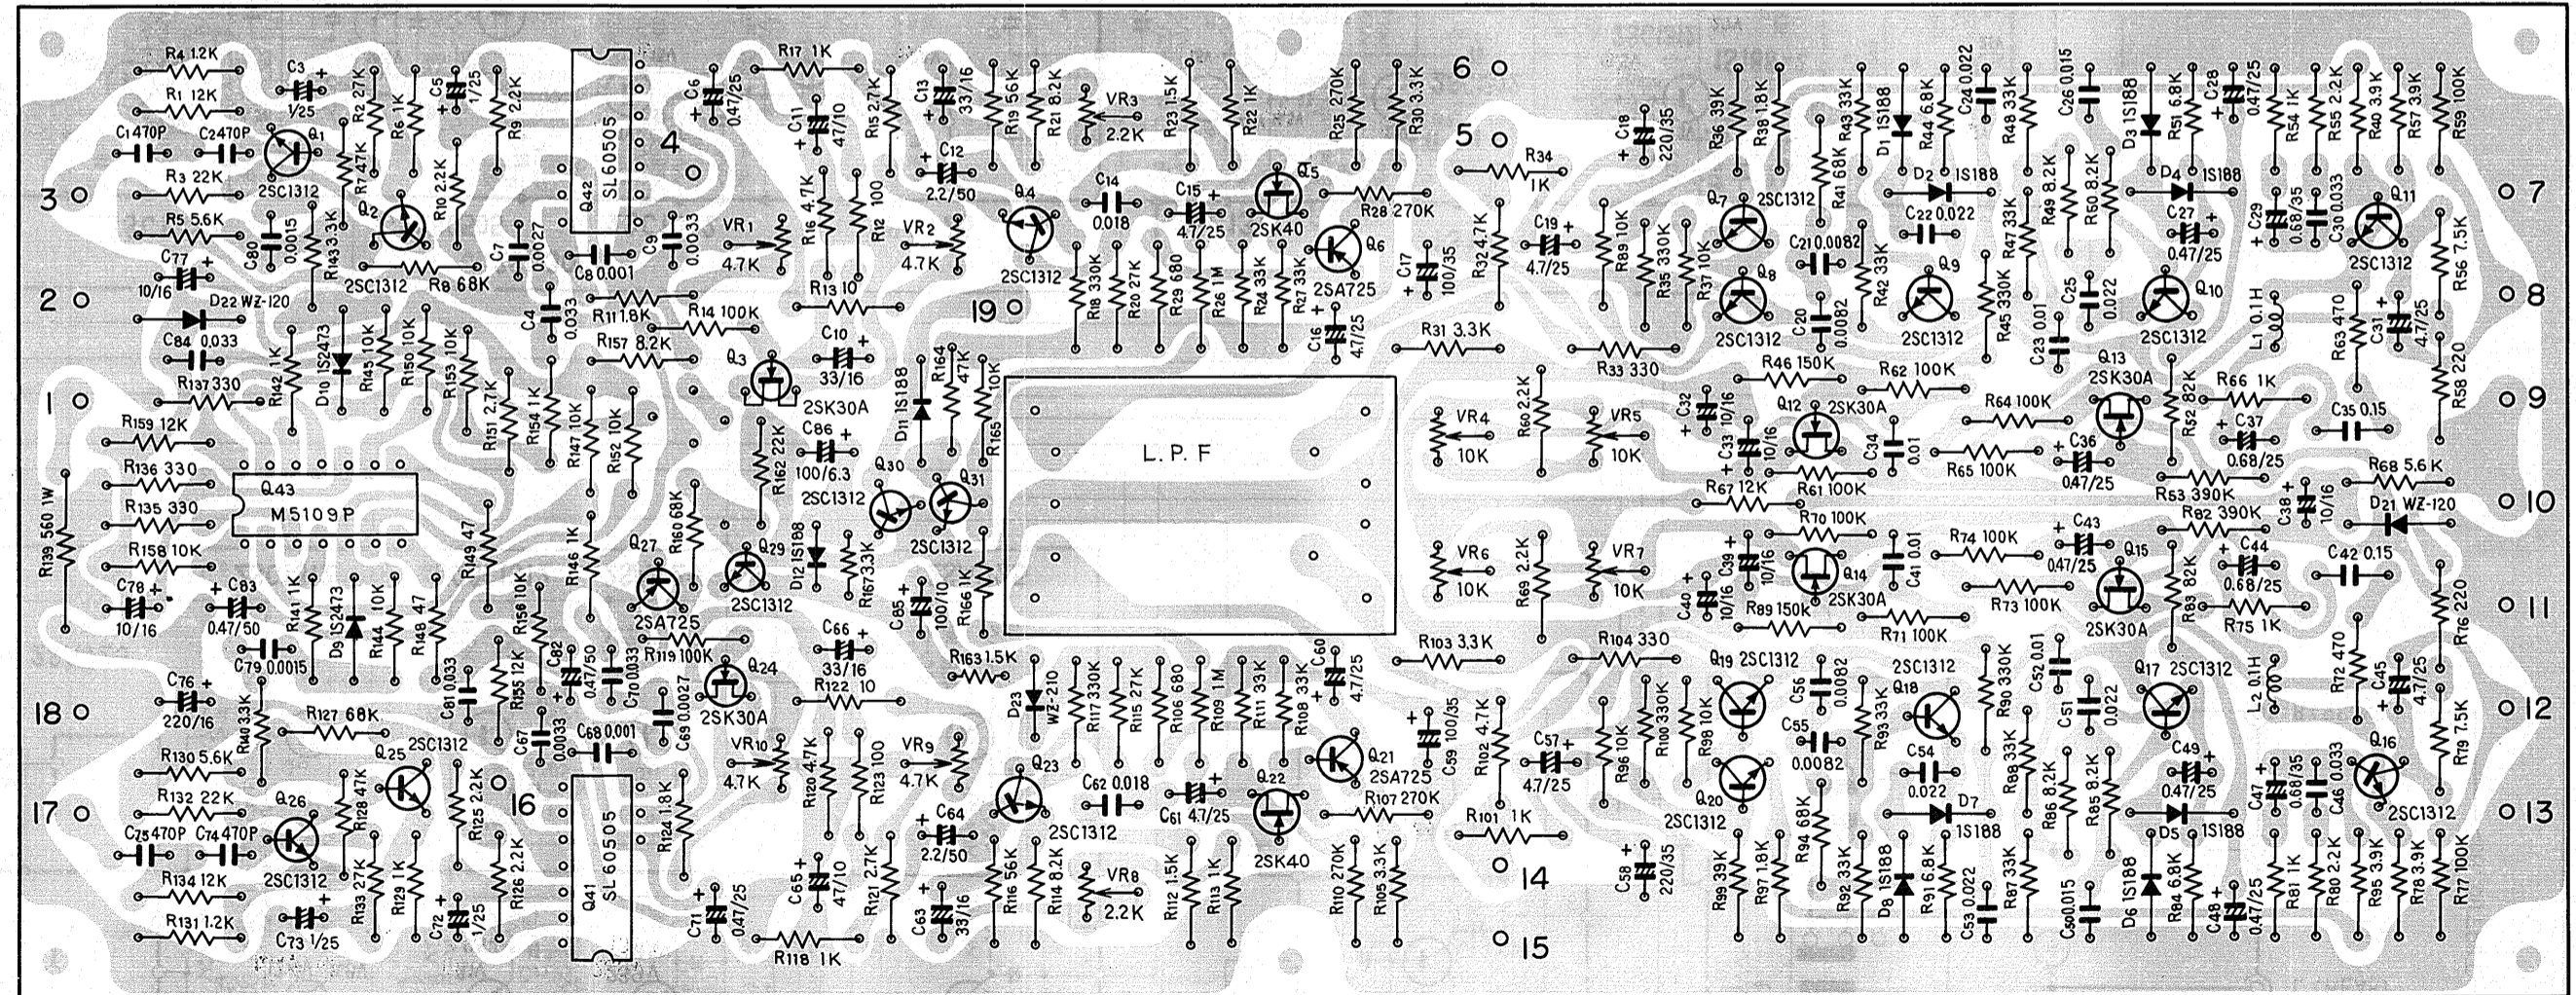 R4 1.2K
R1 12K
C1 470P
C2 470P
R3 22K
R5 5.6K
C3
1/25
Q1
2SC1312
R2 27K
R6 1K
C5
1/25
R9 2.2K
R7 47K
R10 2.2K
Q2
2SC1312
R8 68K
C80
0.0015
R143 3.3K
C77
10/16
D22 WZ-120
C84 0.033
R137 330
R142 1K
D10 1S2473
R145 10K
R150 10K
R153 10K
R151 2.7K
R154 1K
R147 10K
R152 10K
Q42
SL 60505
C7
0.0027
C8 0.001
C9
0.0033
C4
0.033
R11 1.8K
R14 100K
R157 8.2K
C6
0.47/25
R17 1K
C11
47/10
R15 2.7K
R16 4.7K
R12 100
VR1
4.7K
VR2
4.7K
R13 10
C10
33/16
Q3
2SK30A
C13
33/16
C12
2.2/50
R19 56K
R21 8.2K
VR3
2.2K
R23 1.5K
R22 1K
Q4
2SC1312
C14
0.018
C15
4.7/25
Q5
2SK40
R25 270K
R30 3.3K
R28 270K
Q6
2SA725
R18 330K
R20 27K
R29 680
R26 1M
R24 33K
R27 33K
C16
4.7/25
C17
100/35
R31 3.3K
R32 4.7K
R34
1K
C18
220/35
C19
4.7/25
R89 10K
R35 330K
R37 10K
R33 330
R36 39K
R38 1.8K
Q7
2SC1312
Q8
2SC1312
R41 68K
C21 0.0082
C20
0.0082
R43 33K
D1 1S188
R44 6.8K
C24 0.022
R48 33K
D2 1S188
C22 0.022
R42 33K
Q9
2SC1312
R47 33K
R45 330K
C26 0.015
D3 1S188
R51 6.8K
C28
0.47/25
R49 8.2K
R50 8.2K
D4 1S188
C27
0.47/25
C25
0.022
C23 0.01
Q10
2SC1312
R54 1K
R55 2.2K
R40 3.9K
R57 3.9K
R59 100K
C29
0.68/35
C30 0.033
Q11
2SC1312
R56 7.5K
L1 0.1H
R63 470
C31
4.7/25
R58 220
1
2
3
4
5
6
7
8
9
10
11
12
13
14
15
16
17
18
19
R159 12K
R136 330
R135 330
R158 10K
R139 560 1W
Q43
M5109P
C78
10/16
C83
0.47/50
C79 0.0015
R141 1K
D9 1S2473
R144 10K
R148 47
R149 47
R156 10K
R146 1K
R162 22K
C86
100/6.3
D11 1S188
R164
47K
R165 10K
Q30
2SC1312
Q31
2SC1312
R160 68K
Q27
2SA725
Q29
2SC1312
D12 1S188
R167 3.3K
C85
100/10
R166 1K
L.P.F
VR4
10K
R60 2.2K
VR5
10K
VR6
10K
R69 2.2K
VR7
10K
R46 150K
C32
10/16
C33
10/16
Q12
2SK30A
C34
0.01
R61 100K
R67 12K
R62 100K
R64 100K
R65 100K
Q13
2SK30A
C36
0.47/25
R52 82K
R66 1K
C37
0.68/25
C35 0.15
R53 390K
R82 390K
C38
10/16
R68 5.6K
D21 WZ-120
R70 100K
C39
10/16
C40
10/16
Q14
2SK30A
C41 0.01
R89 150K
R74 100K
R73 100K
R71 100K
C43
0.47/25
Q15
2SK30A
R83 82K
C44
0.68/25
C42 0.15
R75 1K
R76 220
C76
220/16
R140 3.3K
R127 68K
R130 5.6K
R132 22K
C75 470P
C74 470P
R134 12K
R131 1.2K
C73 1/25
Q26
2SC1312
Q25
2SC1312
R128 47K
R133 27K
R129 1K
C72
1/25
R125 2.2K
R126 2.2K
C81 0.033
R155 12K
C82
0.47/50
C70 0.033
C67
0.0033
C68 0.001
C69 0.0027
R119 100K
Q24
2SK30A
Q41
SL 60505
R124 1.8K
C71
0.47/25
R118 1K
C66
33/16
R122 10
VR10
4.7K
VR9
4.7K
R120 4.7K
R123 100
C65
47/10
R121 2.7K
C63
33/16
C64
2.2/50
R163 1.5K
D23
WZ-210
R117 330K
R115 27K
R106 680
R109 1M
R111 33K
R108 33K
C60
4.7/25
Q23
2SC1312
C62 0.018
C61 4.7/25
Q22
2SK40
Q21
2SA725
R107 270K
R116 56K
R114 8.2K
VR8
2.2K
R112 1.5K
R113 1K
R110 270K
R105 3.3K
R103 3.3K
C59 100/35
R102 4.7K
R101 1K
C57
4.7/25
C58
220/35
R104 330
R96 10K
R100 330K
R98 10K
Q19 2SC1312
Q20
2SC1312
C56
0.0082
C55
0.0082
R94 68K
R99 39K
R97 1.8K
R93 33K
R92 33K
Q18
2SC1312
C54
0.022
D7
1S188
D8 1S188
R91 6.8K
C53 0.022
R87 33K
R90 330K
R88 33K
C52 0.01
C51
0.022
Q17
2SC1312
R86 8.2K
R85 8.2K
C49
0.47/25
D5 1S188
D6 1S188
R84 6.8K
C50 0.015
C48
0.47/25
L2 0.1H
R72 470
C45
4.7/25
R79 7.5K
C47
0.68/35
C46 0.033
Q16
2SC1312
R81 1K
R80 2.2K
R95 3.9K
R78 3.9K
R77 100K